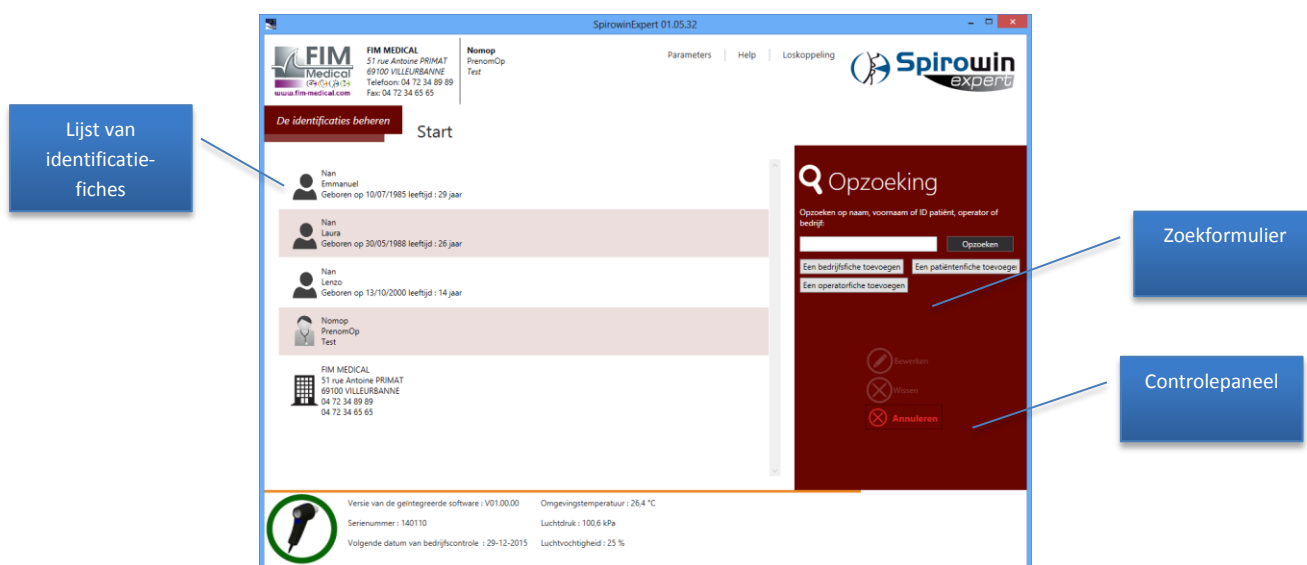 SpirowinExpert 01.05.32
FIM
Medical
www.fim-medical.com
FIM MEDICAL
51 rue Antoine PRIMAT
69100 VILLEURBANNE
Telefoon: 04 72 34 89 89
Fax: 04 72 34 65 65
Nomop
PrenomOp
Test
Parameters
Help
Loskoppeling
Spirowin
expert
De identificaties beheren
Start
Lijst van
identificatie-
fiches
Nan
Emmanuel
Geboren op 10/07/1985 leeftijd : 29 jaar
Nan
Laura
Geboren op 30/05/1988 leeftijd : 26 jaar
Nan
Lenzo
Geboren op 13/10/2000 leeftijd : 14 jaar
Nomop
PrenomOp
Test
FIM MEDICAL
51 rue Antoine PRIMAT
69100 VILLEURBANNE
04 72 34 89 89
04 72 34 65 65
Opzoeking
Opzoeken op naam, voornaam of ID patiënt, operator of
bedrijf:
Opzoeken
Een bedrijfsfiche toevoegen
Een patiëntenfiche toevoegen
Een operatorfiche toevoegen
Bewerken
Wissen
Annuleren
Zoekformulier
Controlepaneel
Versie van de geïntegreerde software : V01.00.00
Serienummer : 140110
Volgende datum van bedrijfscontrole : 29-12-2015
Omgevingstemperatuur : 26,4 °C
Luchtdruk : 100,6 kPa
Luchtvochtigheid : 25 %